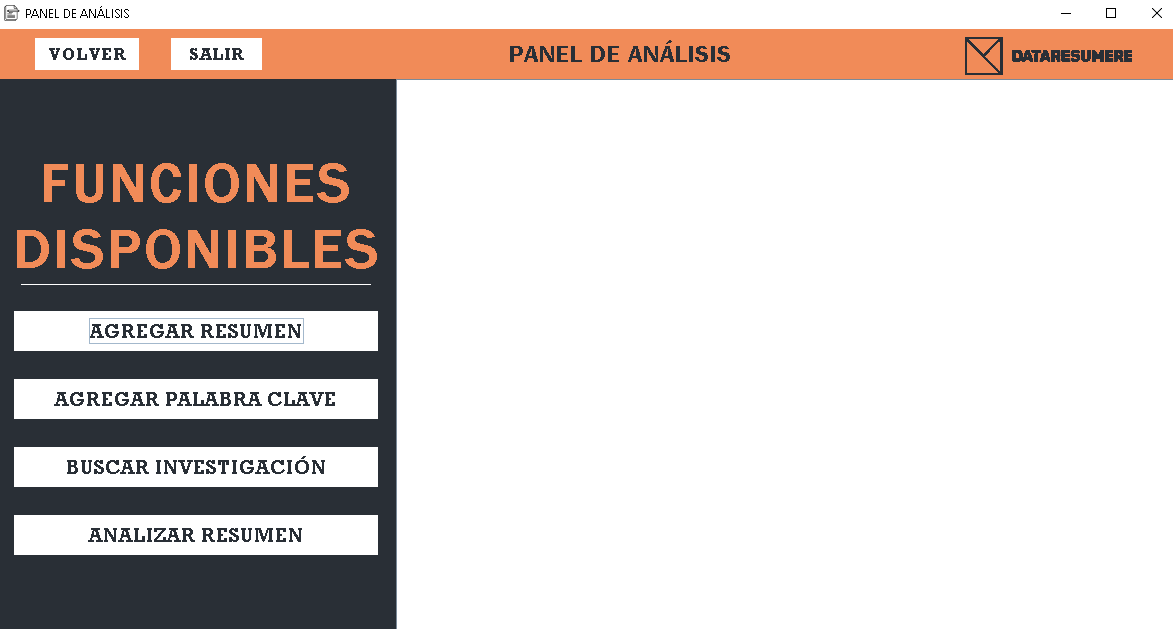 PANEL DE ANÁLISIS
VOLVER
SALIR
PANEL DE ANÁLISIS
DATARESUMERE
FUNCIONES
DISPONIBLES
AGREGAR RESUMEN
AGREGAR PALABRA CLAVE
BUSCAR INVESTIGACIÓN
ANALIZAR RESUMEN